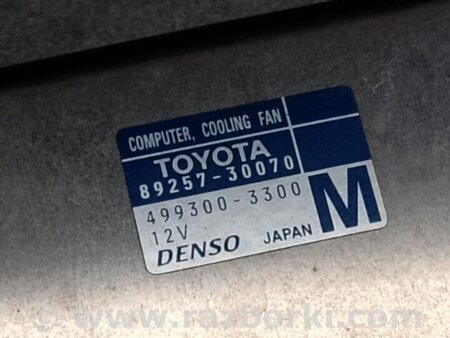 COMPUTER, COOLING FAN
TOYOTA
89257-30070
499300-3300
12V
DENSO JAPAN
M
© www.razborki.com